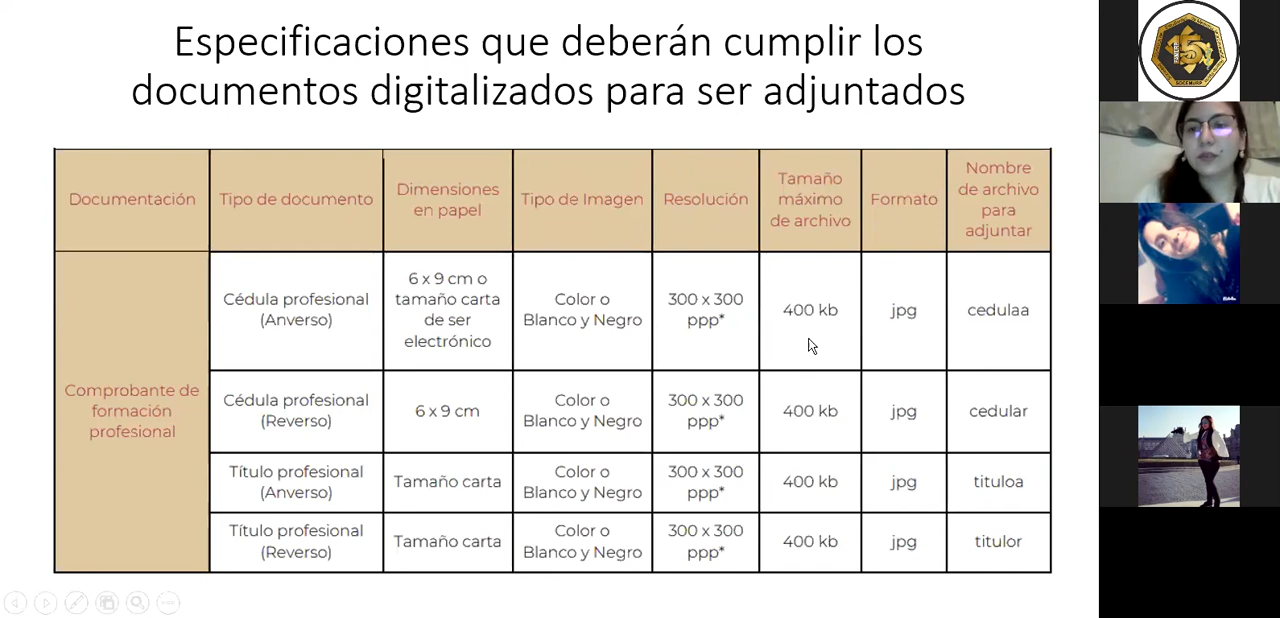 Especificaciones que deberán cumplir los
documentos digitalizados para ser adjuntados
Documentación
Tipo de documento
Dimensiones
en papel
Tipo de Imagen
Resolución
Tamaño
máximo
de archivo
Formato
Nombre
de archivo
para
adjuntar
Comprobante de
formación
profesional
Cédula profesional
(Anverso)
6 x 9 cm o
tamaño carta
de ser
electrónico
Color o
Blanco y Negro
300 x 300
ppp*
400 kb
jpg
cedulaa
Cédula profesional
(Reverso)
6 x 9 cm
Color o
Blanco y Negro
300 x 300
ppp*
400 kb
jpg
cedular
Título profesional
(Anverso)
Tamaño carta
Color o
Blanco y Negro
300 x 300
ppp*
400 kb
jpg
tituloa
Título profesional
(Reverso)
Tamaño carta
Color o
Blanco y Negro
300 x 300
ppp*
400 kb
jpg
titulor
15